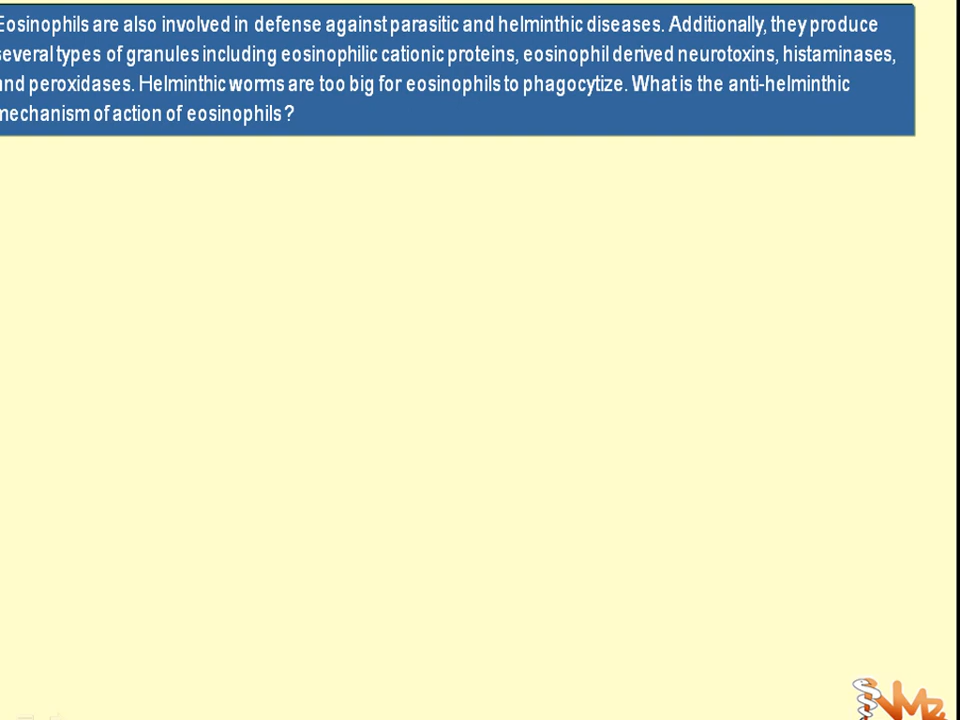 Eosinophils are also involved in defense against parasitic and helminthic diseases. Additionally, they produce
several types of granules including eosinophilic cationic proteins, eosinophil derived neurotoxins, histaminases,
and peroxidases. Helminthic worms are too big for eosinophils to phagocytize. What is the anti-helminthic
mechanism of action of eosinophils ?